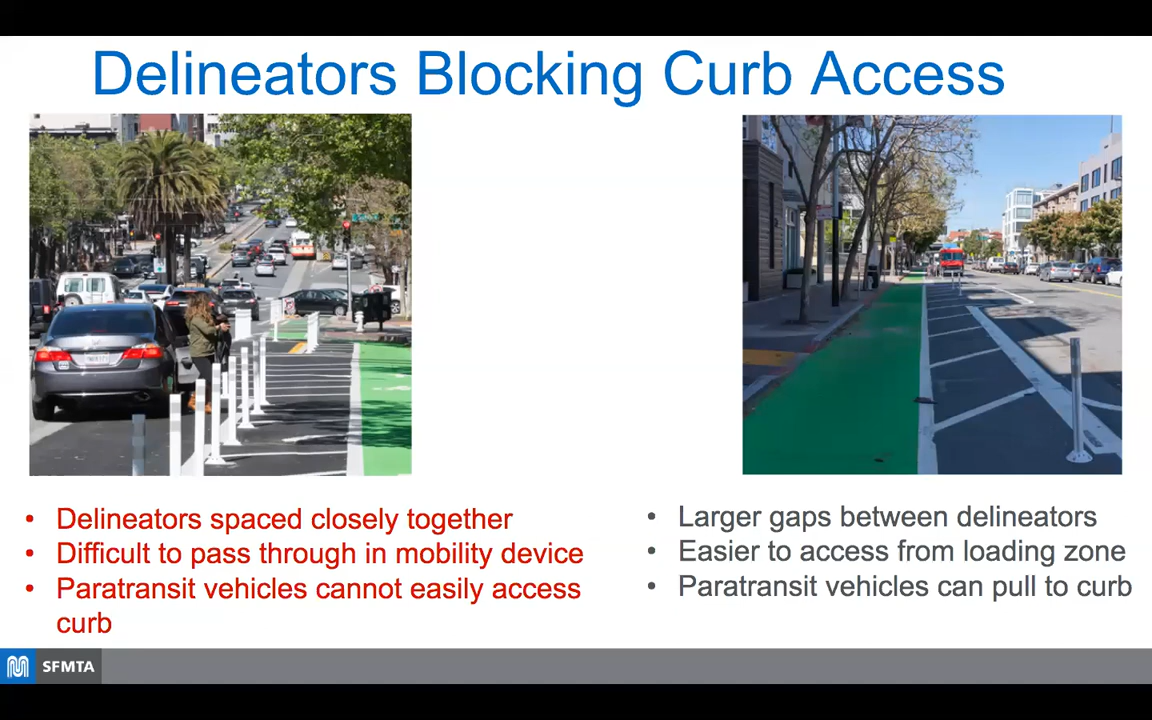 Delineators Blocking Curb Access
• Delineators spaced closely together
• Difficult to pass through in mobility device
• Paratransit vehicles cannot easily access
curb
• Larger gaps between delineators
• Easier to access from loading zone
• Paratransit vehicles can pull to curb
SFMTA